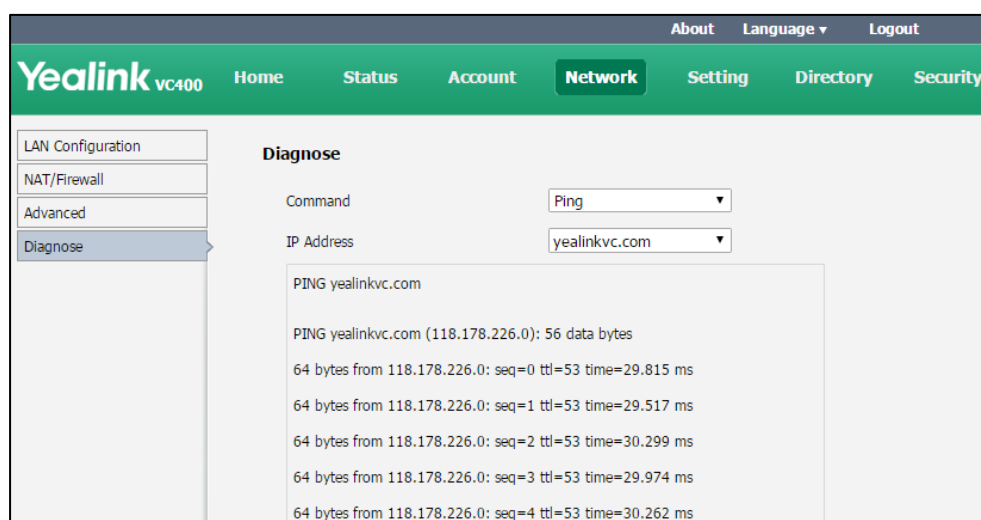 About Language ▾ Logout
Yealink VC400 Home Status Account Network Setting Directory Security
LAN Configuration
NAT/Firewall
Advanced
Diagnose
Diagnose
Command Ping
IP Address yealinkvc.com
PING yealinkvc.com
PING yealinkvc.com (118.178.226.0): 56 data bytes
64 bytes from 118.178.226.0: seq=0 ttl=53 time=29.815 ms
64 bytes from 118.178.226.0: seq=1 ttl=53 time=29.517 ms
64 bytes from 118.178.226.0: seq=2 ttl=53 time=30.299 ms
64 bytes from 118.178.226.0: seq=3 ttl=53 time=29.974 ms
64 bytes from 118.178.226.0: seq=4 ttl=53 time=30.262 ms